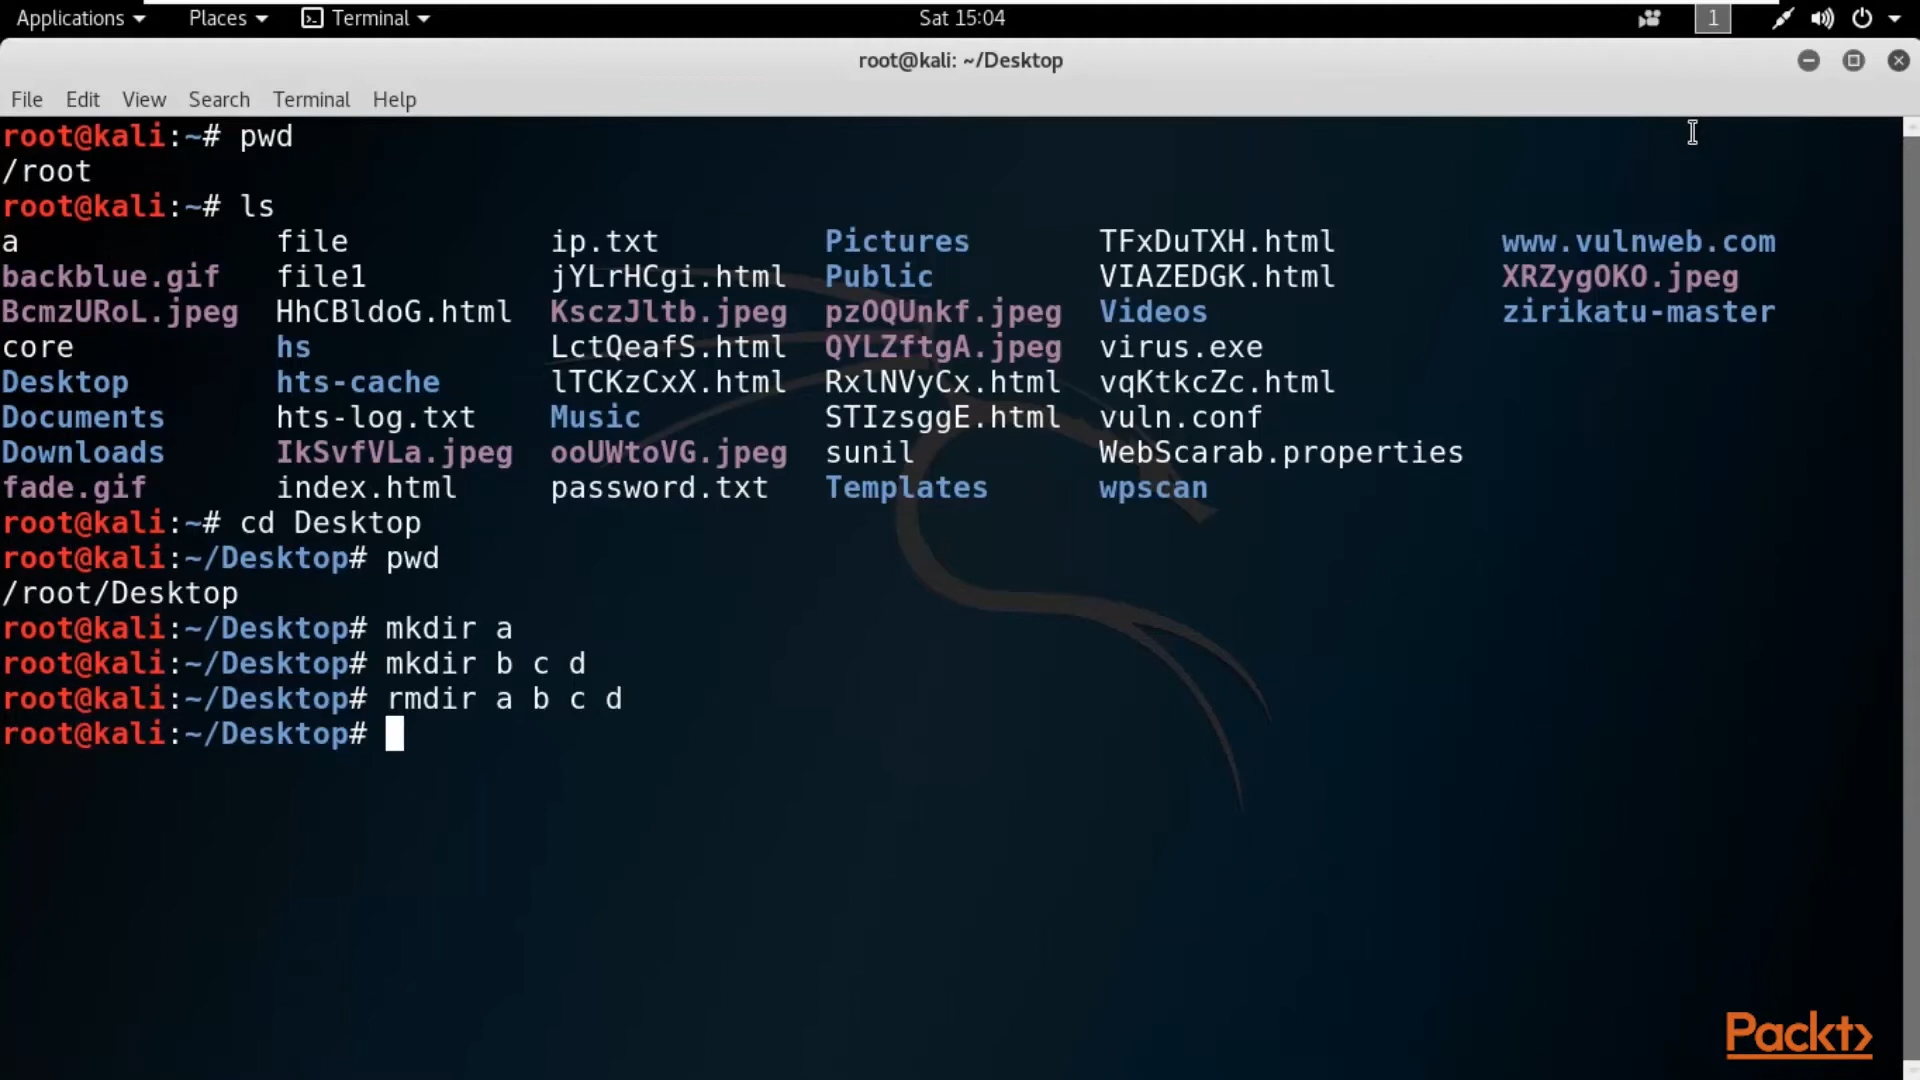 Applications Places Terminal Sat 15:04 1
root@kali: ~/Desktop
File Edit View Search Terminal Help
root@kali:~# pwd
/root
root@kali:~# ls
a file ip.txt Pictures TFxDuTXH.html www.vulnweb.com
backblue.gif file1 jYLrHCgi.html Public VIAZEDGK.html XRZygOKO.jpeg
BcmzURoL.jpeg HhCBldoG.html KsczJltb.jpeg pzOQUnkf.jpeg Videos zirikatu-master
core hs LctQeafS.html QYLZftgA.jpeg virus.exe
Desktop hts-cache lTCKzCxX.html RxlNVyCx.html vqKtkcZc.html
Documents hts-log.txt Music STIzsggE.html vuln.conf
Downloads IkSvfVLa.jpeg ooUWtoVG.jpeg sunil WebScarab.properties
fade.gif index.html password.txt Templates wpscan
root@kali:~# cd Desktop
root@kali:~/Desktop# pwd
/root/Desktop
root@kali:~/Desktop# mkdir a
root@kali:~/Desktop# mkdir b c d
root@kali:~/Desktop# rmdir a b c d
root@kali:~/Desktop#
Packt>